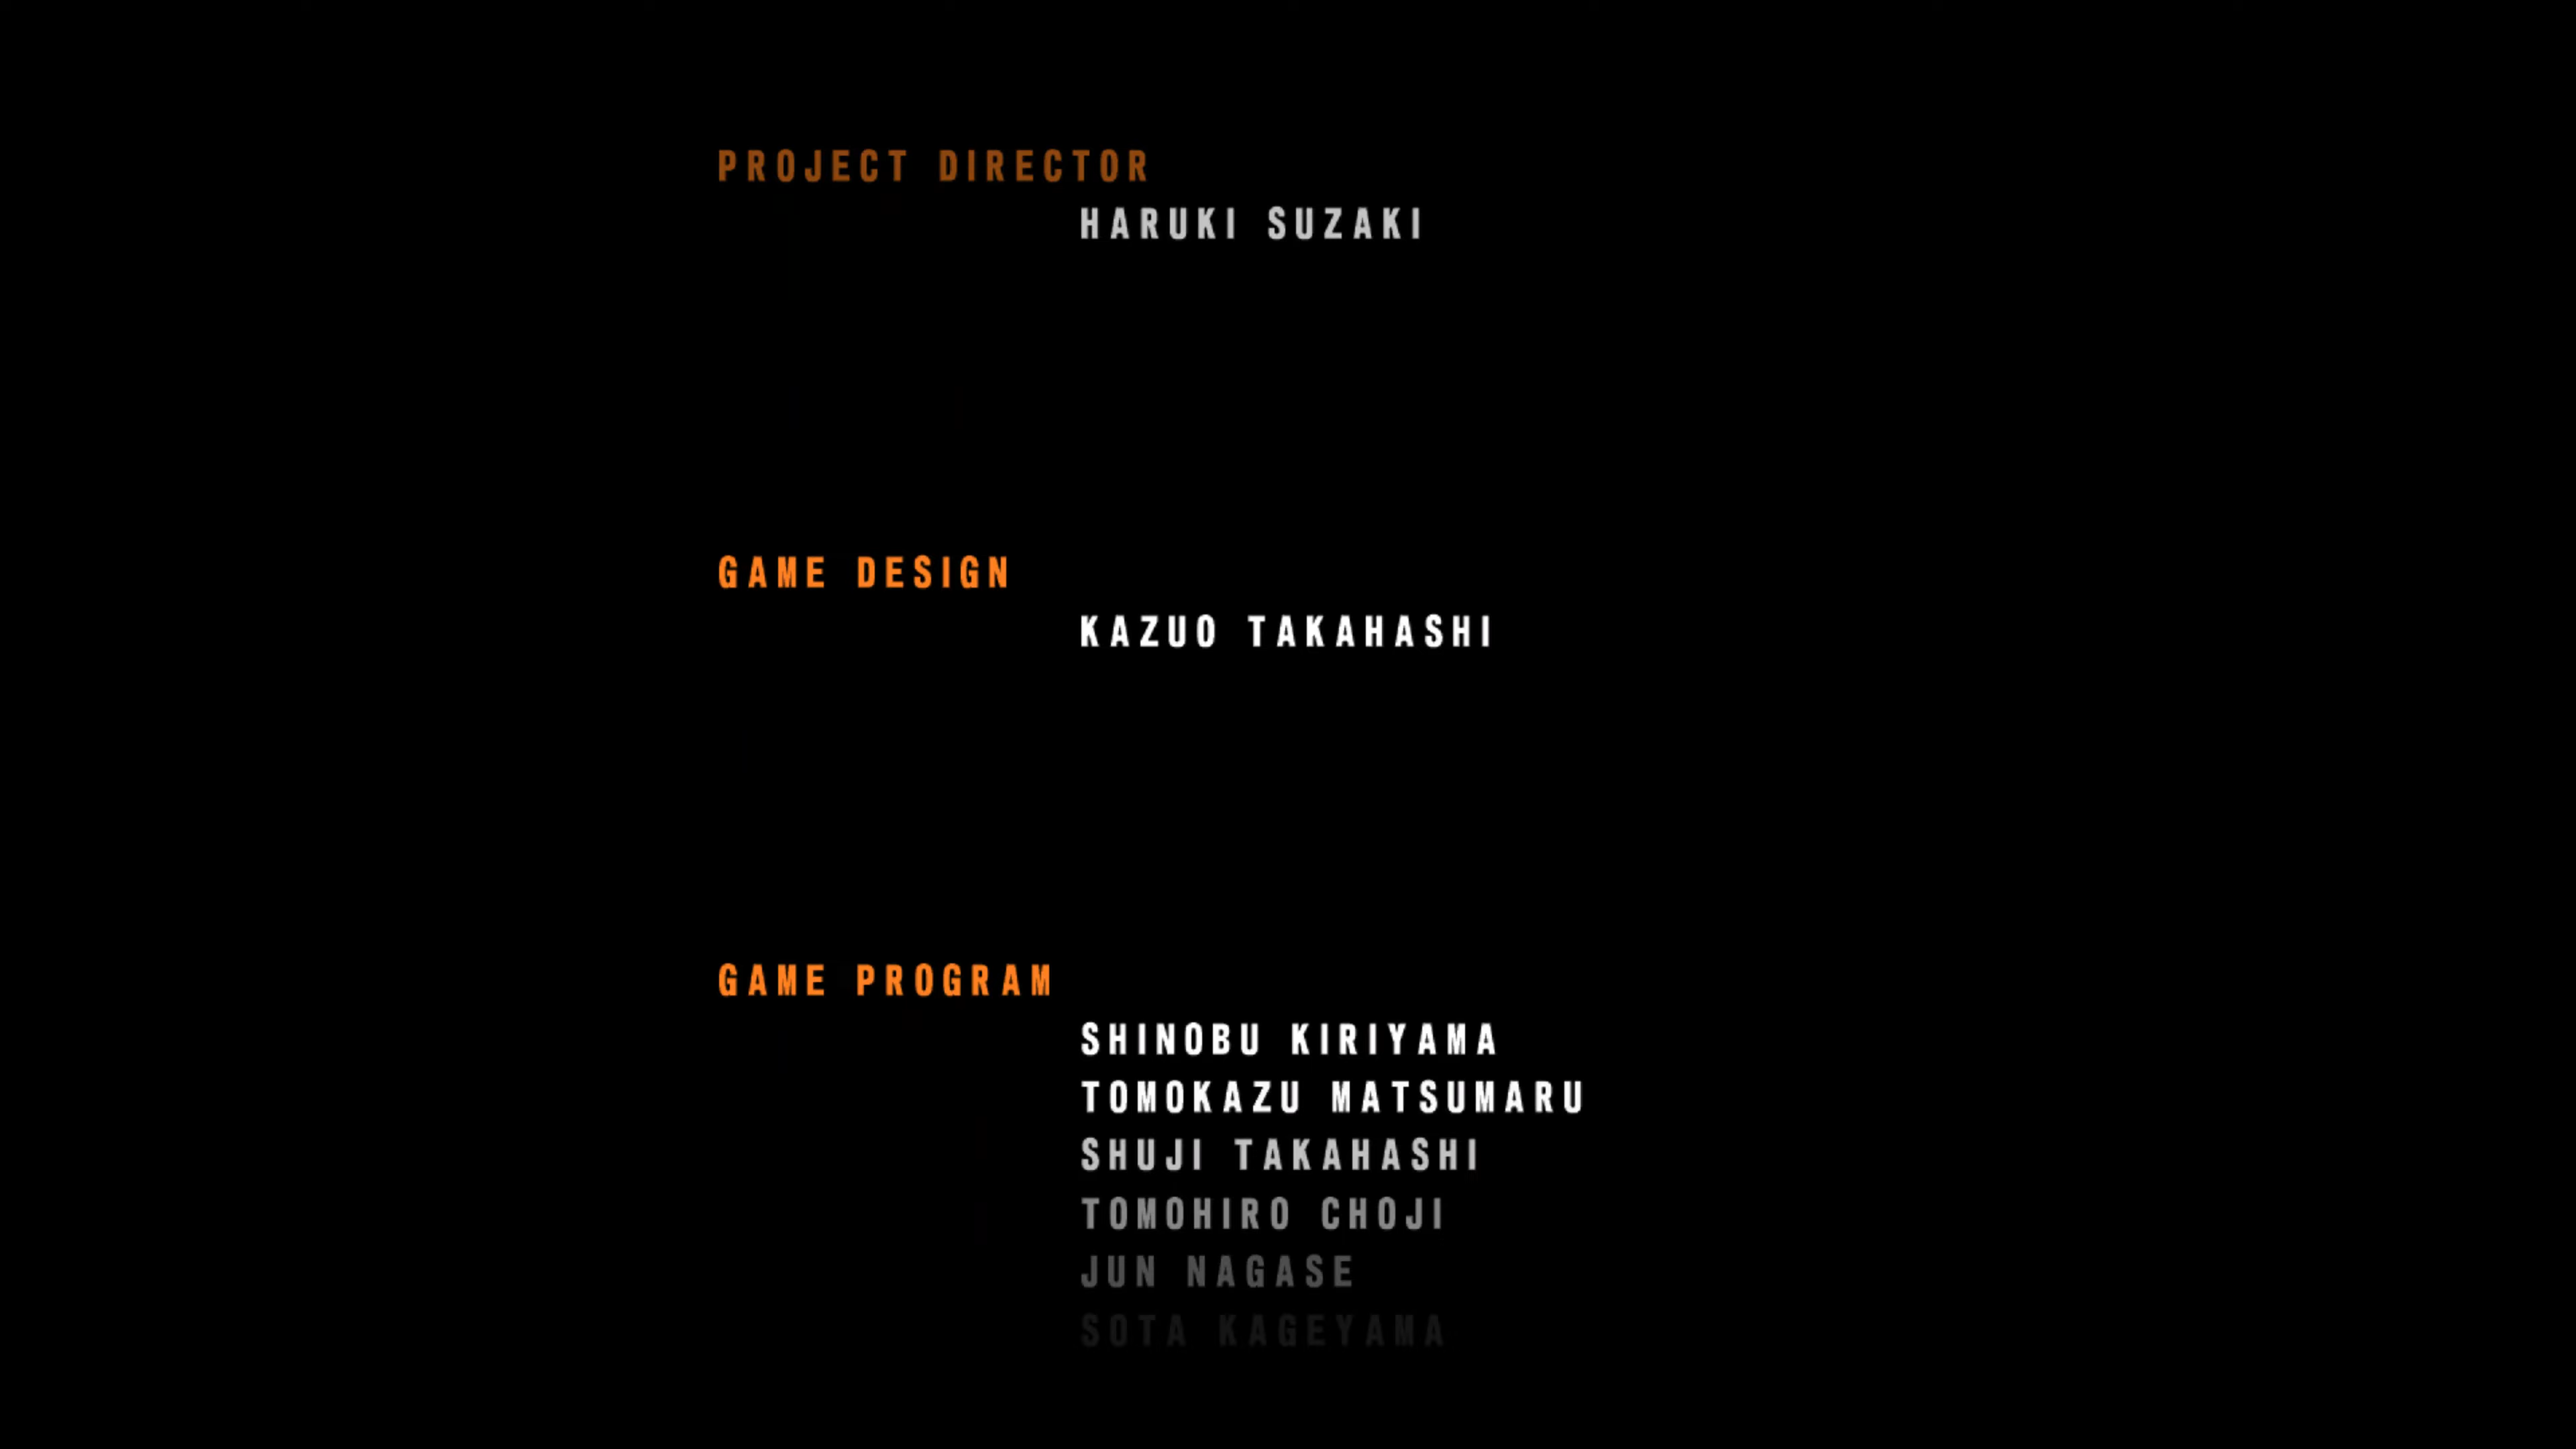 PROJECT DIRECTOR
HARUKI SUZAKI
GAME DESIGN
KAZUO TAKAHASHI
GAME PROGRAM
SHINOBU KIRIYAMA
TOMOKAZU MATSUMARU
SHUJI TAKAHASHI
TOMOHIRO CHOJI
JUN NAGASE
SOTA KAGEYAMA